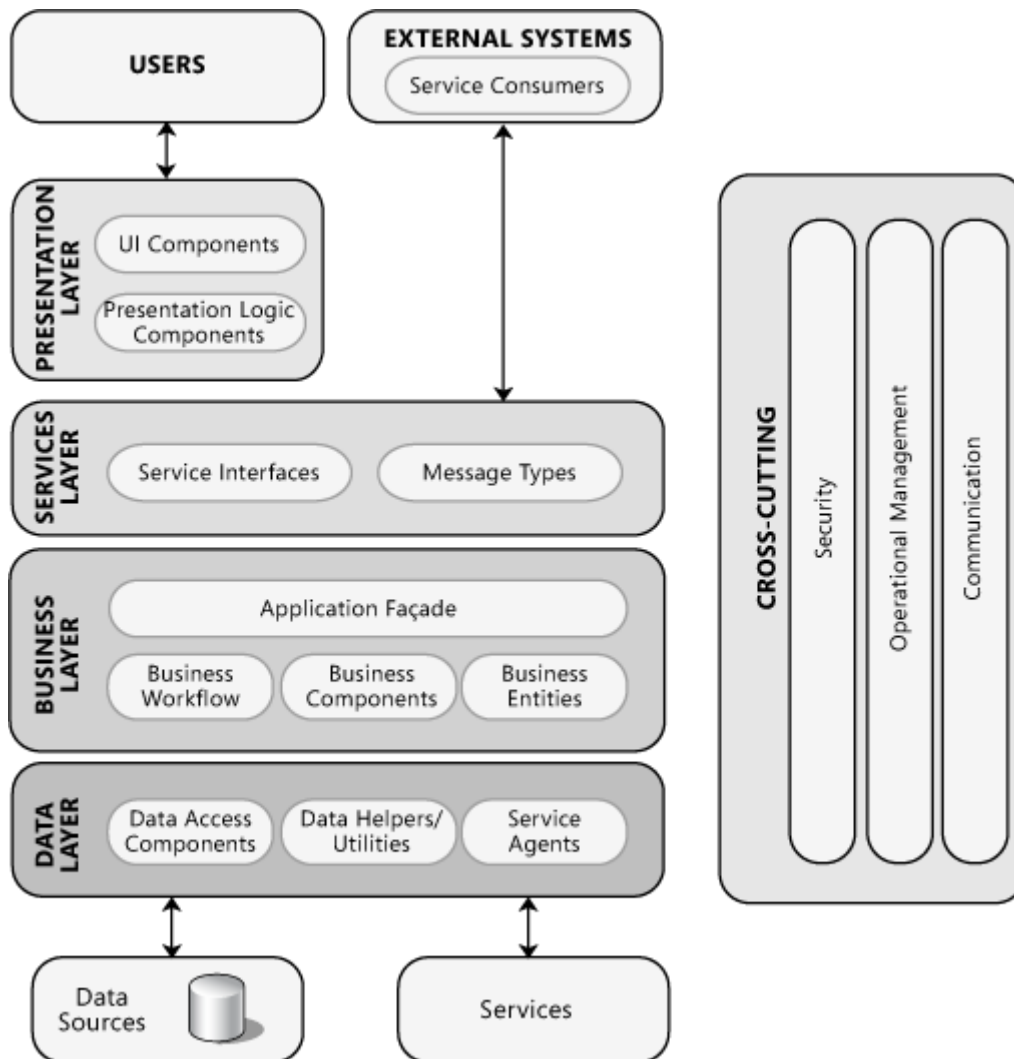 USERS
EXTERNAL SYSTEMS
Service Consumers
PRESENTATION
LAYER
UI Components
Presentation Logic
Components
SERVICES
LAYER
Service Interfaces
Message Types
BUSINESS
LAYER
Application Façade
Business
Workflow
Business
Components
Business
Entities
DATA
LAYER
Data Access
Components
Data Helpers/
Utilities
Service
Agents
Data
Sources
Services
CROSS-CUTTING
Security
Operational Management
Communication